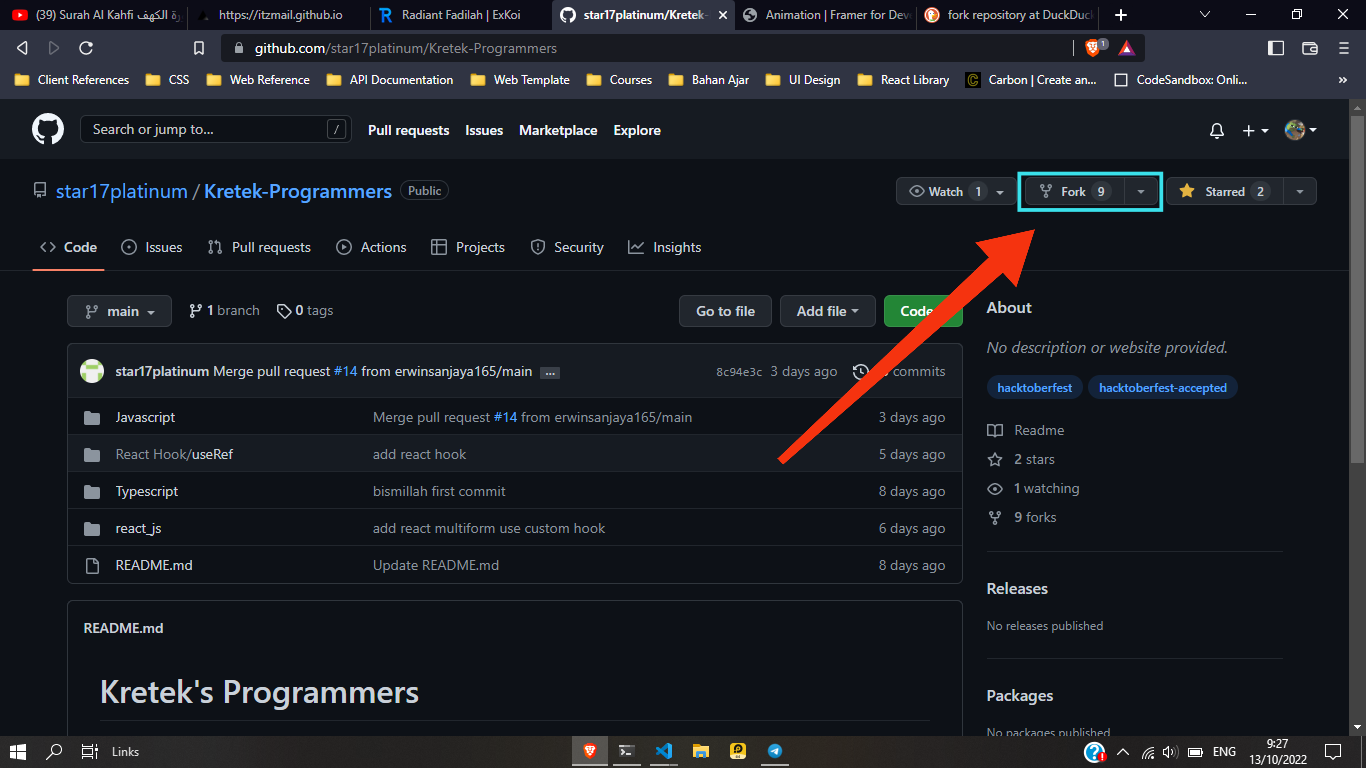 (39) Surah Al Kahfi سورة الكهف
https://itzmail.github.io
Radiant Fadilah | ExKoi
star17platinum/Kretek-
Animation | Framer for Deve
fork repository at DuckDuck
github.com/star17platinum/Kretek-Programmers
1
Client References
CSS
Web Reference
API Documentation
Web Template
Courses
Bahan Ajar
UI Design
React Library
Carbon | Create an...
CodeSandbox: Onli...
»
Search or jump to...
/
Pull requests
Issues
Marketplace
Explore
star17platinum / Kretek-Programmers
Public
Watch 1
Fork 9
Starred 2
Code
Issues
Pull requests
Actions
Projects
Security
Insights
main
1 branch
0 tags
Go to file
Add file
Code
About
No description or website provided.
star17platinum Merge pull request #14 from erwinsanjaya165/main ...
8c94e3c 3 days ago
commits
hacktoberfest
hacktoberfest-accepted
Javascript
Merge pull request #14 from erwinsanjaya165/main
3 days ago
Readme
React Hook/useRef
add react hook
5 days ago
2 stars
Typescript
bismillah first commit
8 days ago
1 watching
react_js
add react multiform use custom hook
6 days ago
9 forks
README.md
Update README.md
8 days ago
Releases
No releases published
README.md
Kretek's Programmers
Packages
No packages published
Links
ENG
9:27
13/10/2022